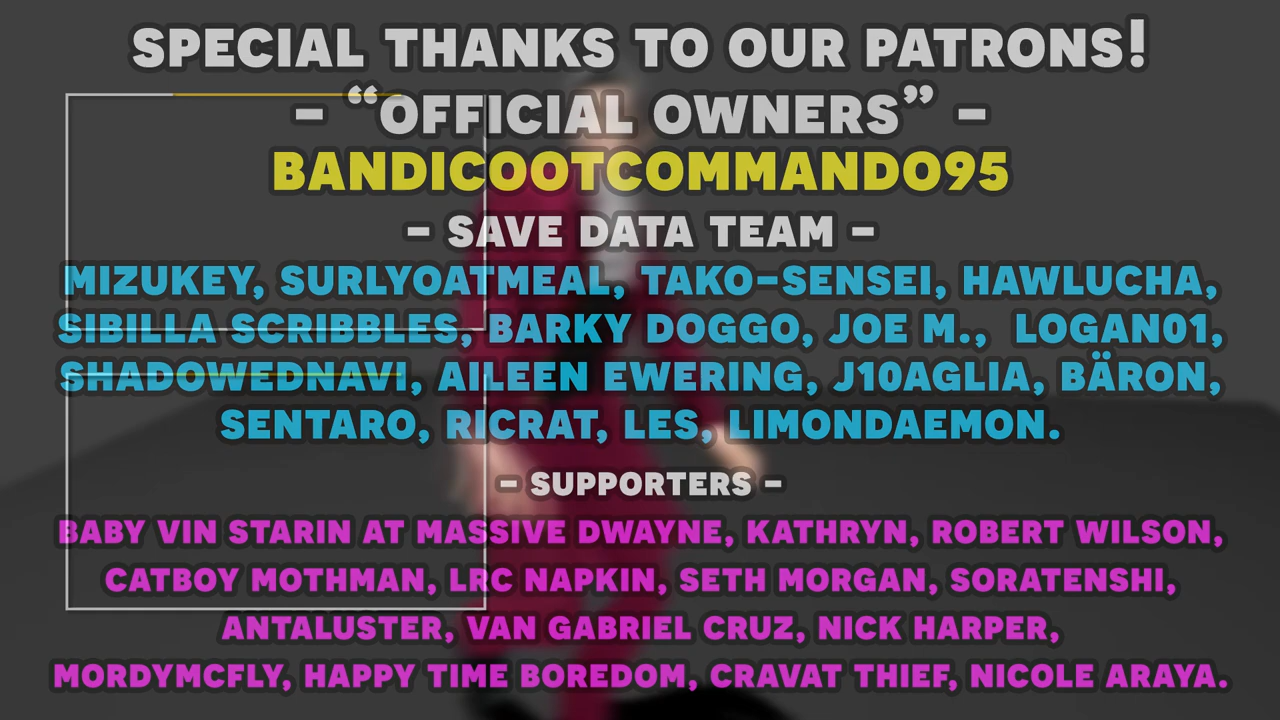 SPECIAL THANKS TO OUR PATRONS!
- “OFFICIAL OWNERS” -
BANDICOOTCOMMANDO95
- SAVE DATA TEAM -
MIZUKEY, SURLYOATMEAL, TAKO-SENSEI, HAWLUCHA,
SIBILLA SCRIBBLES, BARKY DOGGO, JOE M., LOGAN01,
SHADOWEDNAVI, AILEEN EWERING, J10AGLIA, BÄRON,
SENTARO, RICRAT, LES, LIMONDAEMON.
- SUPPORTERS -
BABY VIN STARIN AT MASSIVE DWAYNE, KATHRYN, ROBERT WILSON,
CATBOY MOTHMAN, LRC NAPKIN, SETH MORGAN, SORATENSHI,
ANTALUSTER, VAN GABRIEL CRUZ, NICK HARPER,
MORDYMCFLY, HAPPY TIME BOREDOM, CRAVAT THIEF, NICOLE ARAYA.